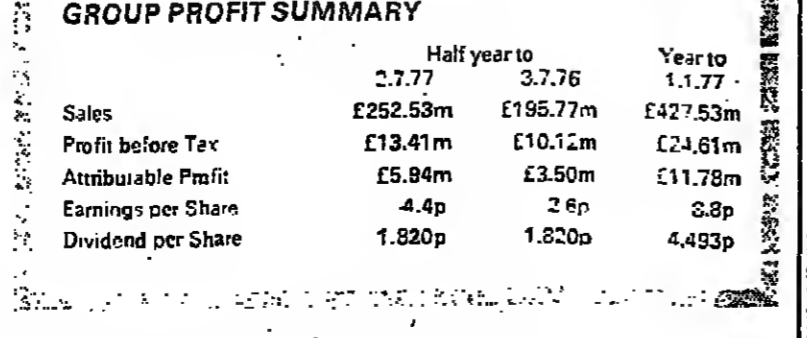 GROUP PROFIT SUMMARY
Half year to Year to
2.7.77 3.7.76 1.1.77
Sales £252.53m £195.77m £427.53m
Profit before Tax £13.41m £10.12m £24.61m
Attributable Profit £5.94m £3.50m £11.78m
Earnings per Share 4.4p 2.6p 8.8p
Dividend per Share 1.820p 1.820p 4.493p